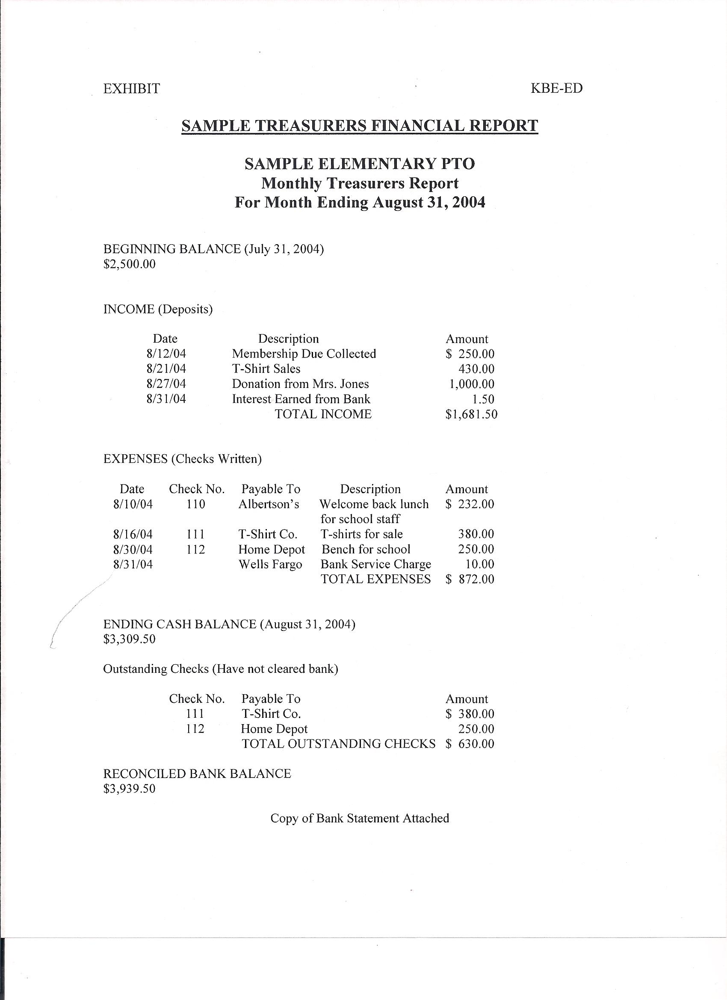 EXHIBIT KBE-ED
SAMPLE TREASURERS FINANCIAL REPORT
SAMPLE ELEMENTARY PTO
Monthly Treasurers Report
For Month Ending August 31, 2004
BEGINNING BALANCE (July 31, 2004)
$2,500.00
INCOME (Deposits)
Date Description Amount
8/12/04 Membership Due Collected $ 250.00
8/21/04 T-Shirt Sales 430.00
8/27/04 Donation from Mrs. Jones 1,000.00
8/31/04 Interest Earned from Bank 1.50
TOTAL INCOME $1,681.50
EXPENSES (Checks Written)
Date Check No. Payable To Description Amount
8/10/04 110 Albertson's Welcome back lunch $ 232.00
for school staff
8/16/04 111 T-Shirt Co. T-shirts for sale 380.00
8/30/04 112 Home Depot Bench for school 250.00
8/31/04 Wells Fargo Bank Service Charge 10.00
TOTAL EXPENSES $ 872.00
ENDING CASH BALANCE (August 31, 2004)
$3,309.50
Outstanding Checks (Have not cleared bank)
Check No. Payable To Amount
111 T-Shirt Co. $ 380.00
112 Home Depot 250.00
TOTAL OUTSTANDING CHECKS $ 630.00
RECONCILED BANK BALANCE
$3,939.50
Copy of Bank Statement Attached